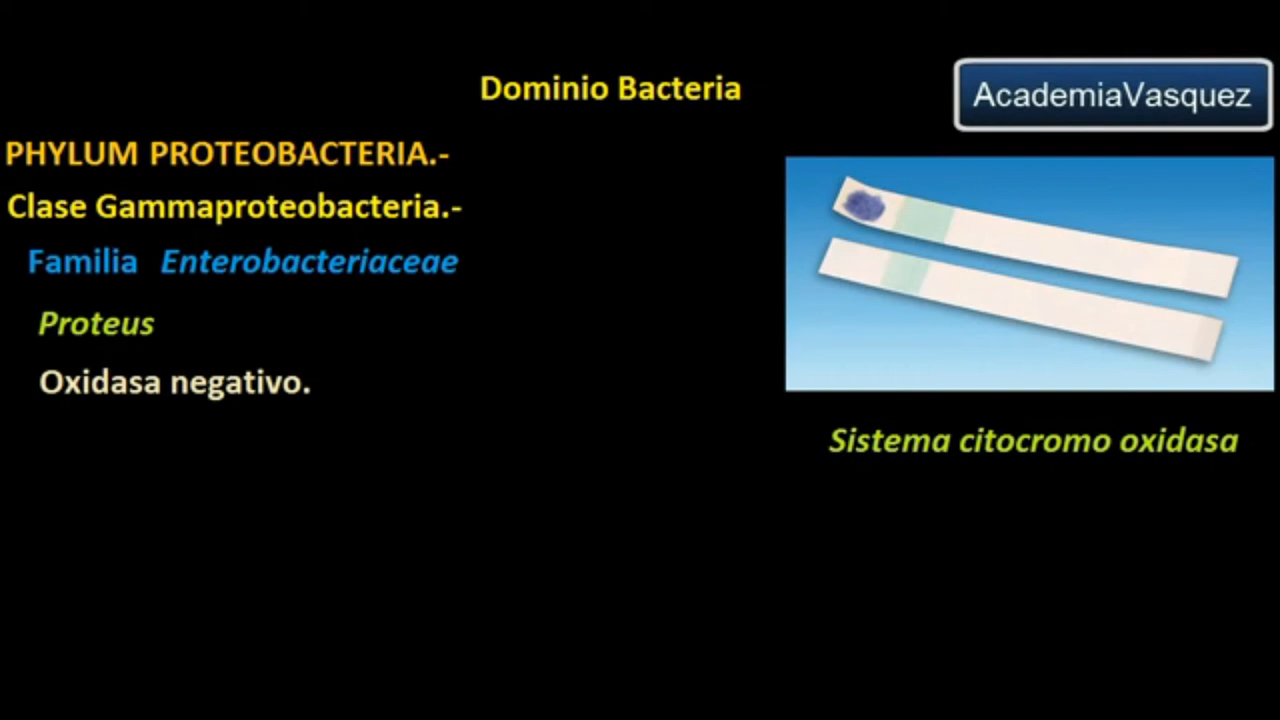 Dominio Bacteria
AcademiaVasquez
PHYLUM PROTEOBACTERIA.-
Clase Gammaproteobacteria.-
Familia Enterobacteriaceae
Proteus
Oxidasa negativo.
Sistema citocromo oxidasa